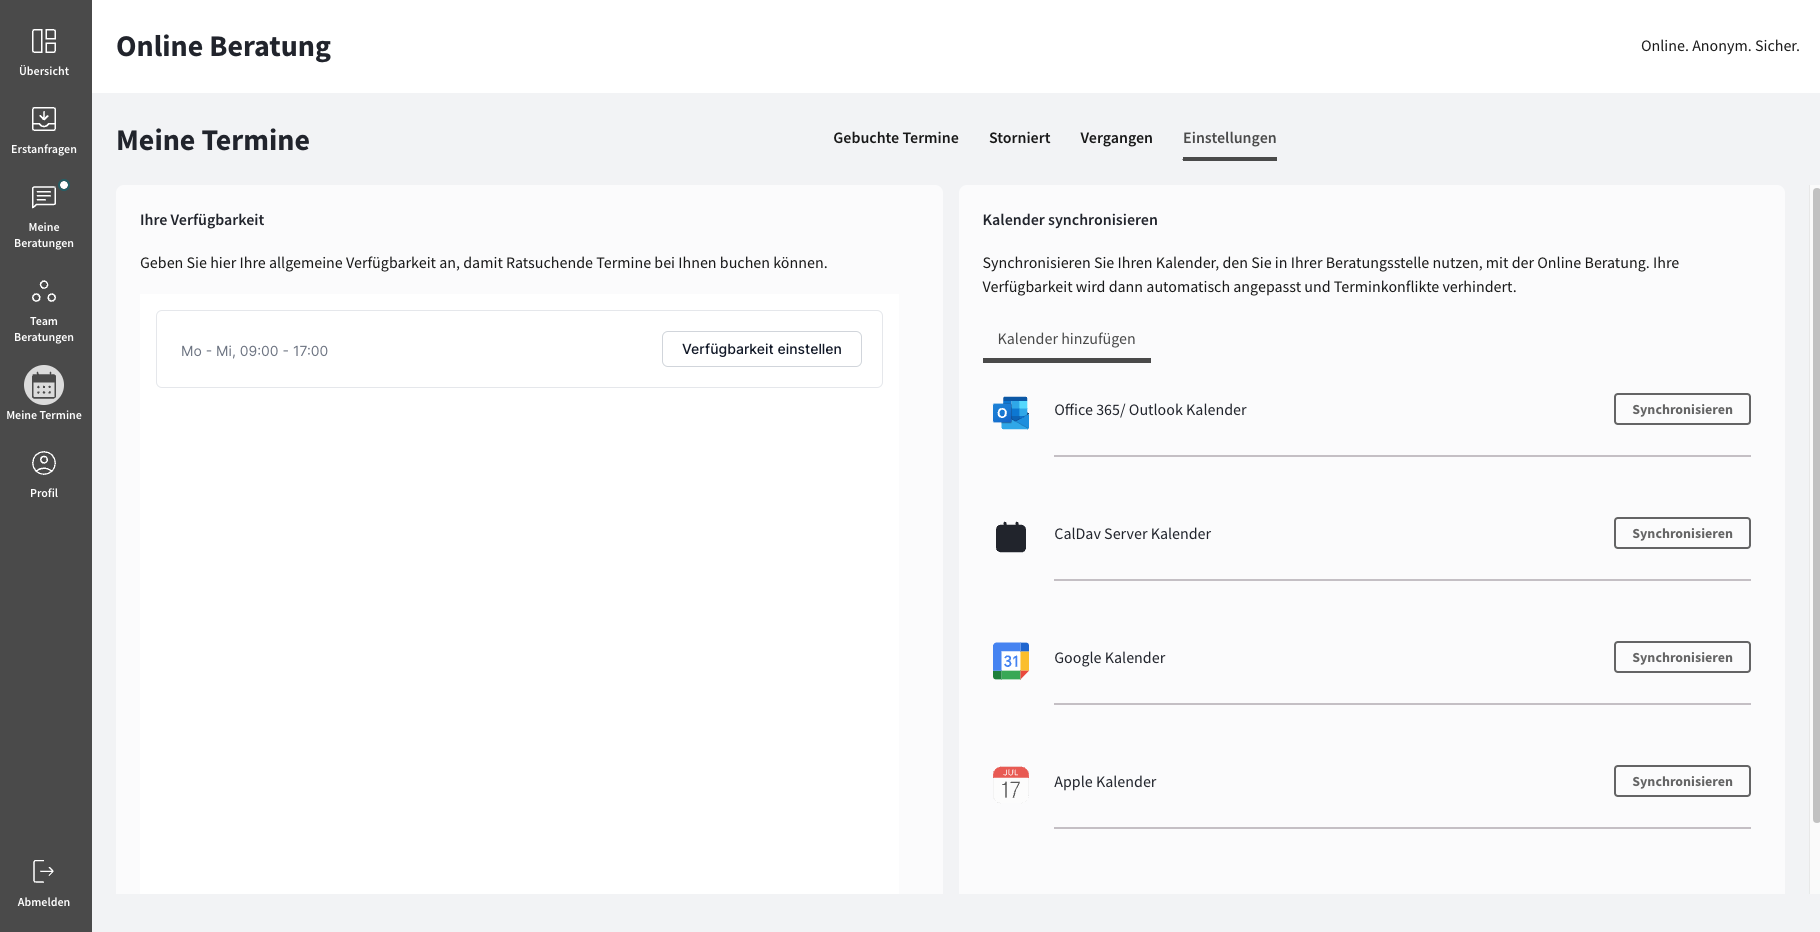 Übersicht
Erstanfragen
Meine
Beratungen
Team
Beratungen
Meine Termine
Profil
Abmelden
Online Beratung
Online. Anonym. Sicher.
Meine Termine
Gebuchte Termine
Storniert
Vergangen
Einstellungen
Ihre Verfügbarkeit
Geben Sie hier Ihre allgemeine Verfügbarkeit an, damit Ratsuchende Termine bei Ihnen buchen können.
Mo - Mi, 09:00 - 17:00
Verfügbarkeit einstellen
Kalender synchronisieren
Synchronisieren Sie Ihren Kalender, den Sie in Ihrer Beratungsstelle nutzen, mit der Online Beratung. Ihre
Verfügbarkeit wird dann automatisch angepasst und Terminkonflikte verhindert.
Kalender hinzufügen
O
Office 365/ Outlook Kalender
Synchronisieren
CalDav Server Kalender
Synchronisieren
31
Google Kalender
Synchronisieren
JUL
17
Apple Kalender
Synchronisieren